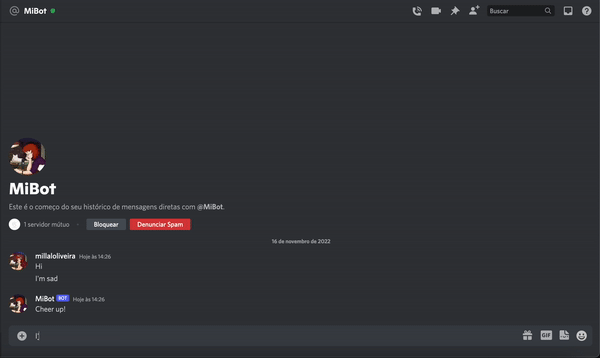 @ MiBot
Buscar
MiBot
Este é o começo do seu histórico de mensagens diretas com @MiBot.
1 servidor mútuo
Bloquear
Denunciar Spam
16 de novembro de 2022
millaloliveira Hoje às 14:26
Hi
I'm sad
MiBot BOT Hoje às 14:26
Cheer up!
GIF